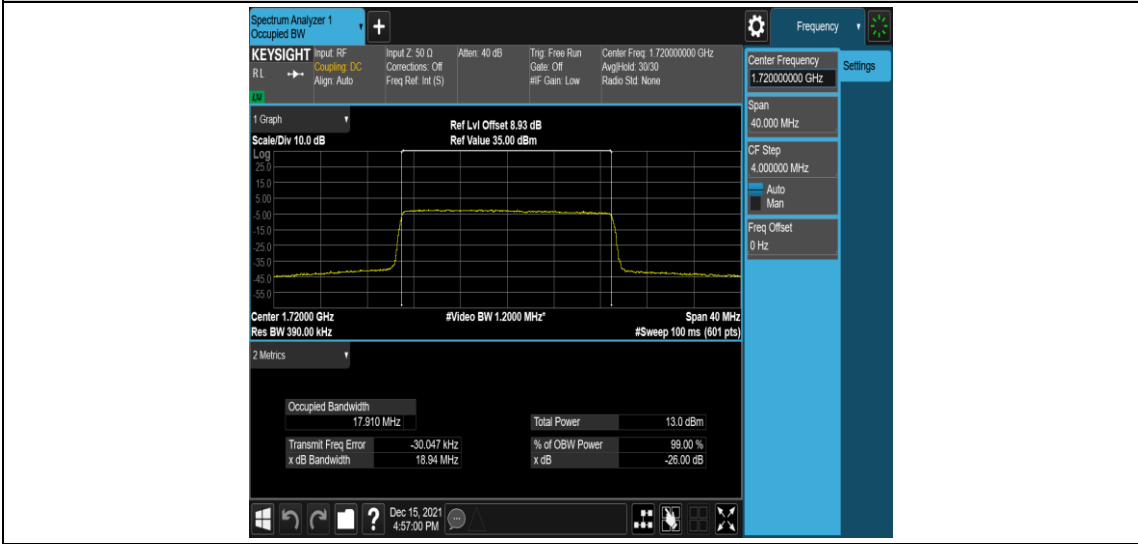 Spectrum Analyzer 1
Occupied BW
+
Frequency
KEYSIGHT
RL
LM
Input: RF
Coupling: DC
Align: Auto
Input Z: 50 Ω
Corrections: Off
Freq Ref: Int (S)
Atten: 40 dB
Trig: Free Run
Gate: Off
#IF Gain: Low
Center Freq: 1.720000000 GHz
Avg|Hold: 30/30
Radio Std: None
Center Frequency
1.720000000 GHz
Settings
Span
40.000 MHz
CF Step
4.000000 MHz
Auto
Man
Freq Offset
0 Hz
1 Graph
Scale/Div 10.0 dB
Ref Lvl Offset 8.93 dB
Ref Value 35.00 dBm
Log
25.0
15.0
5.00
-5.00
-15.0
-25.0
-35.0
-45.0
-55.0
Center 1.72000 GHz
#Video BW 1.2000 MHz*
Span 40 MHz
Res BW 390.00 kHz
#Sweep 100 ms (601 pts)
2 Metrics
Occupied Bandwidth
17.910 MHz
Total Power 13.0 dBm
Transmit Freq Error -30.047 kHz
% of OBW Power 99.00 %
x dB Bandwidth 18.94 MHz
x dB -26.00 dB
?
Dec 15, 2021
4:57:00 PM